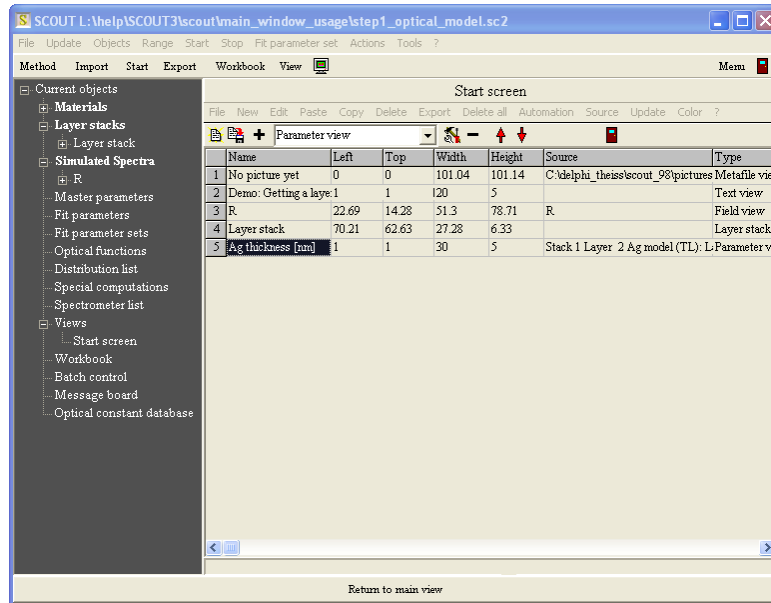 SCOUT L:\help\SCOUT3\scout\main_window_usage\step1_optical_model.sc2
File Update Objects Range Start Stop Fit parameter set Actions Tools ?
Method Import Start Export Workbook View Menu
Current objects
Materials
Layer stacks
Layer stack
Simulated Spectra
R
Master parameters
Fit parameters
Fit parameter sets
Optical functions
Distribution list
Special computations
Spectrometer list
Views
Start screen
Workbook
Batch control
Message board
Optical constant database
Start screen
File New Edit Paste Copy Delete Export Delete all Automation Source Update Color ?
Parameter view
Name Left Top Width Height Source Type
1 No picture yet 0 0 101.04 101.14 C:\delphi_theiss\scout_98\pictures Metafile vie
2 Demo: Getting a laye: 1 1 120 5 Text view
3 R 22.69 14.28 51.3 78.71 R Field view
4 Layer stack 70.21 62.63 27.28 6.33 Layer stack
5 Ag thickness [nm] 1 1 30 5 Stack 1 Layer 2 Ag model (TL): L: Parameter v
Return to main view